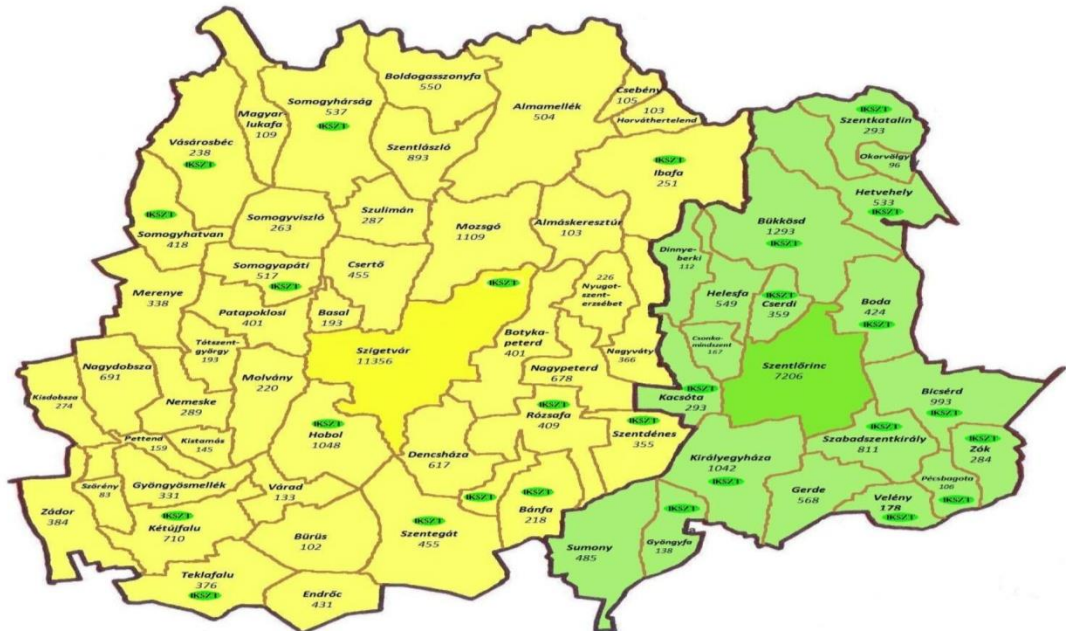 Boldogasszonyfa
550
Csebény
105
103
Horváthertelend
Almamellék
504
Somogyhárság
537
IKSZT
Magyar-
lukafa
109
Vásárosbéc
238
IKSZT
Szentlászló
893
IKSZT
Ibafa
251
IKSZT
Szentkatalin
293
Okorvölgy
96
Hetvehely
533
IKSZT
IKSZT
Somogyhatvan
418
Somogyviszló
263
Szulimán
287
Mozsgó
1109
Almáskeresztúr
103
Bükkösd
1293
IKSZT
Dinnye-
berki
112
Somogyapáti
517
IKSZT
Csertő
455
IKSZT
226
Nyugot-
szent-
erzsébet
Merenye
338
Patapoklosi
401
Basal
193
Helesfa
549
IKSZT
Cserdi
359
Boda
424
IKSZT
Botyka-
peterd
401
Tótszent-
györgy
193
Szigetvár
11356
Nagyváty
366
Csonka-
mindszent
167
Szentlőrinc
7206
Nagydobsza
691
Kisdobsza
274
Molvány
220
Nagypeterd
678
Nemeske
289
IKSZT
Kacsóta
293
Bicsérd
993
IKSZT
IKSZT
Rózsafa
409
IKSZT
Szentdénes
355
IKSZT
Hobol
1048
Pettend
159
Kistamás
145
Dencsháza
617
IKSZT
Szabadszentkirály
811
IKSZT
Zók
284
Királyegyháza
1042
IKSZT
Szörény
83
Gyöngyösmellék
331
Várad
133
Gerde
568
Pécsbagota
106
IKSZT
Velény
178
IKSZT
Zádor
384
IKSZT
Kétújfalu
710
IKSZT
IKSZT
Bánfa
218
IKSZT
Szentegát
455
Bürüs
102
IKSZT
Gyöngyfa
138
Sumony
485
Teklafalu
376
IKSZT
Endrőc
431